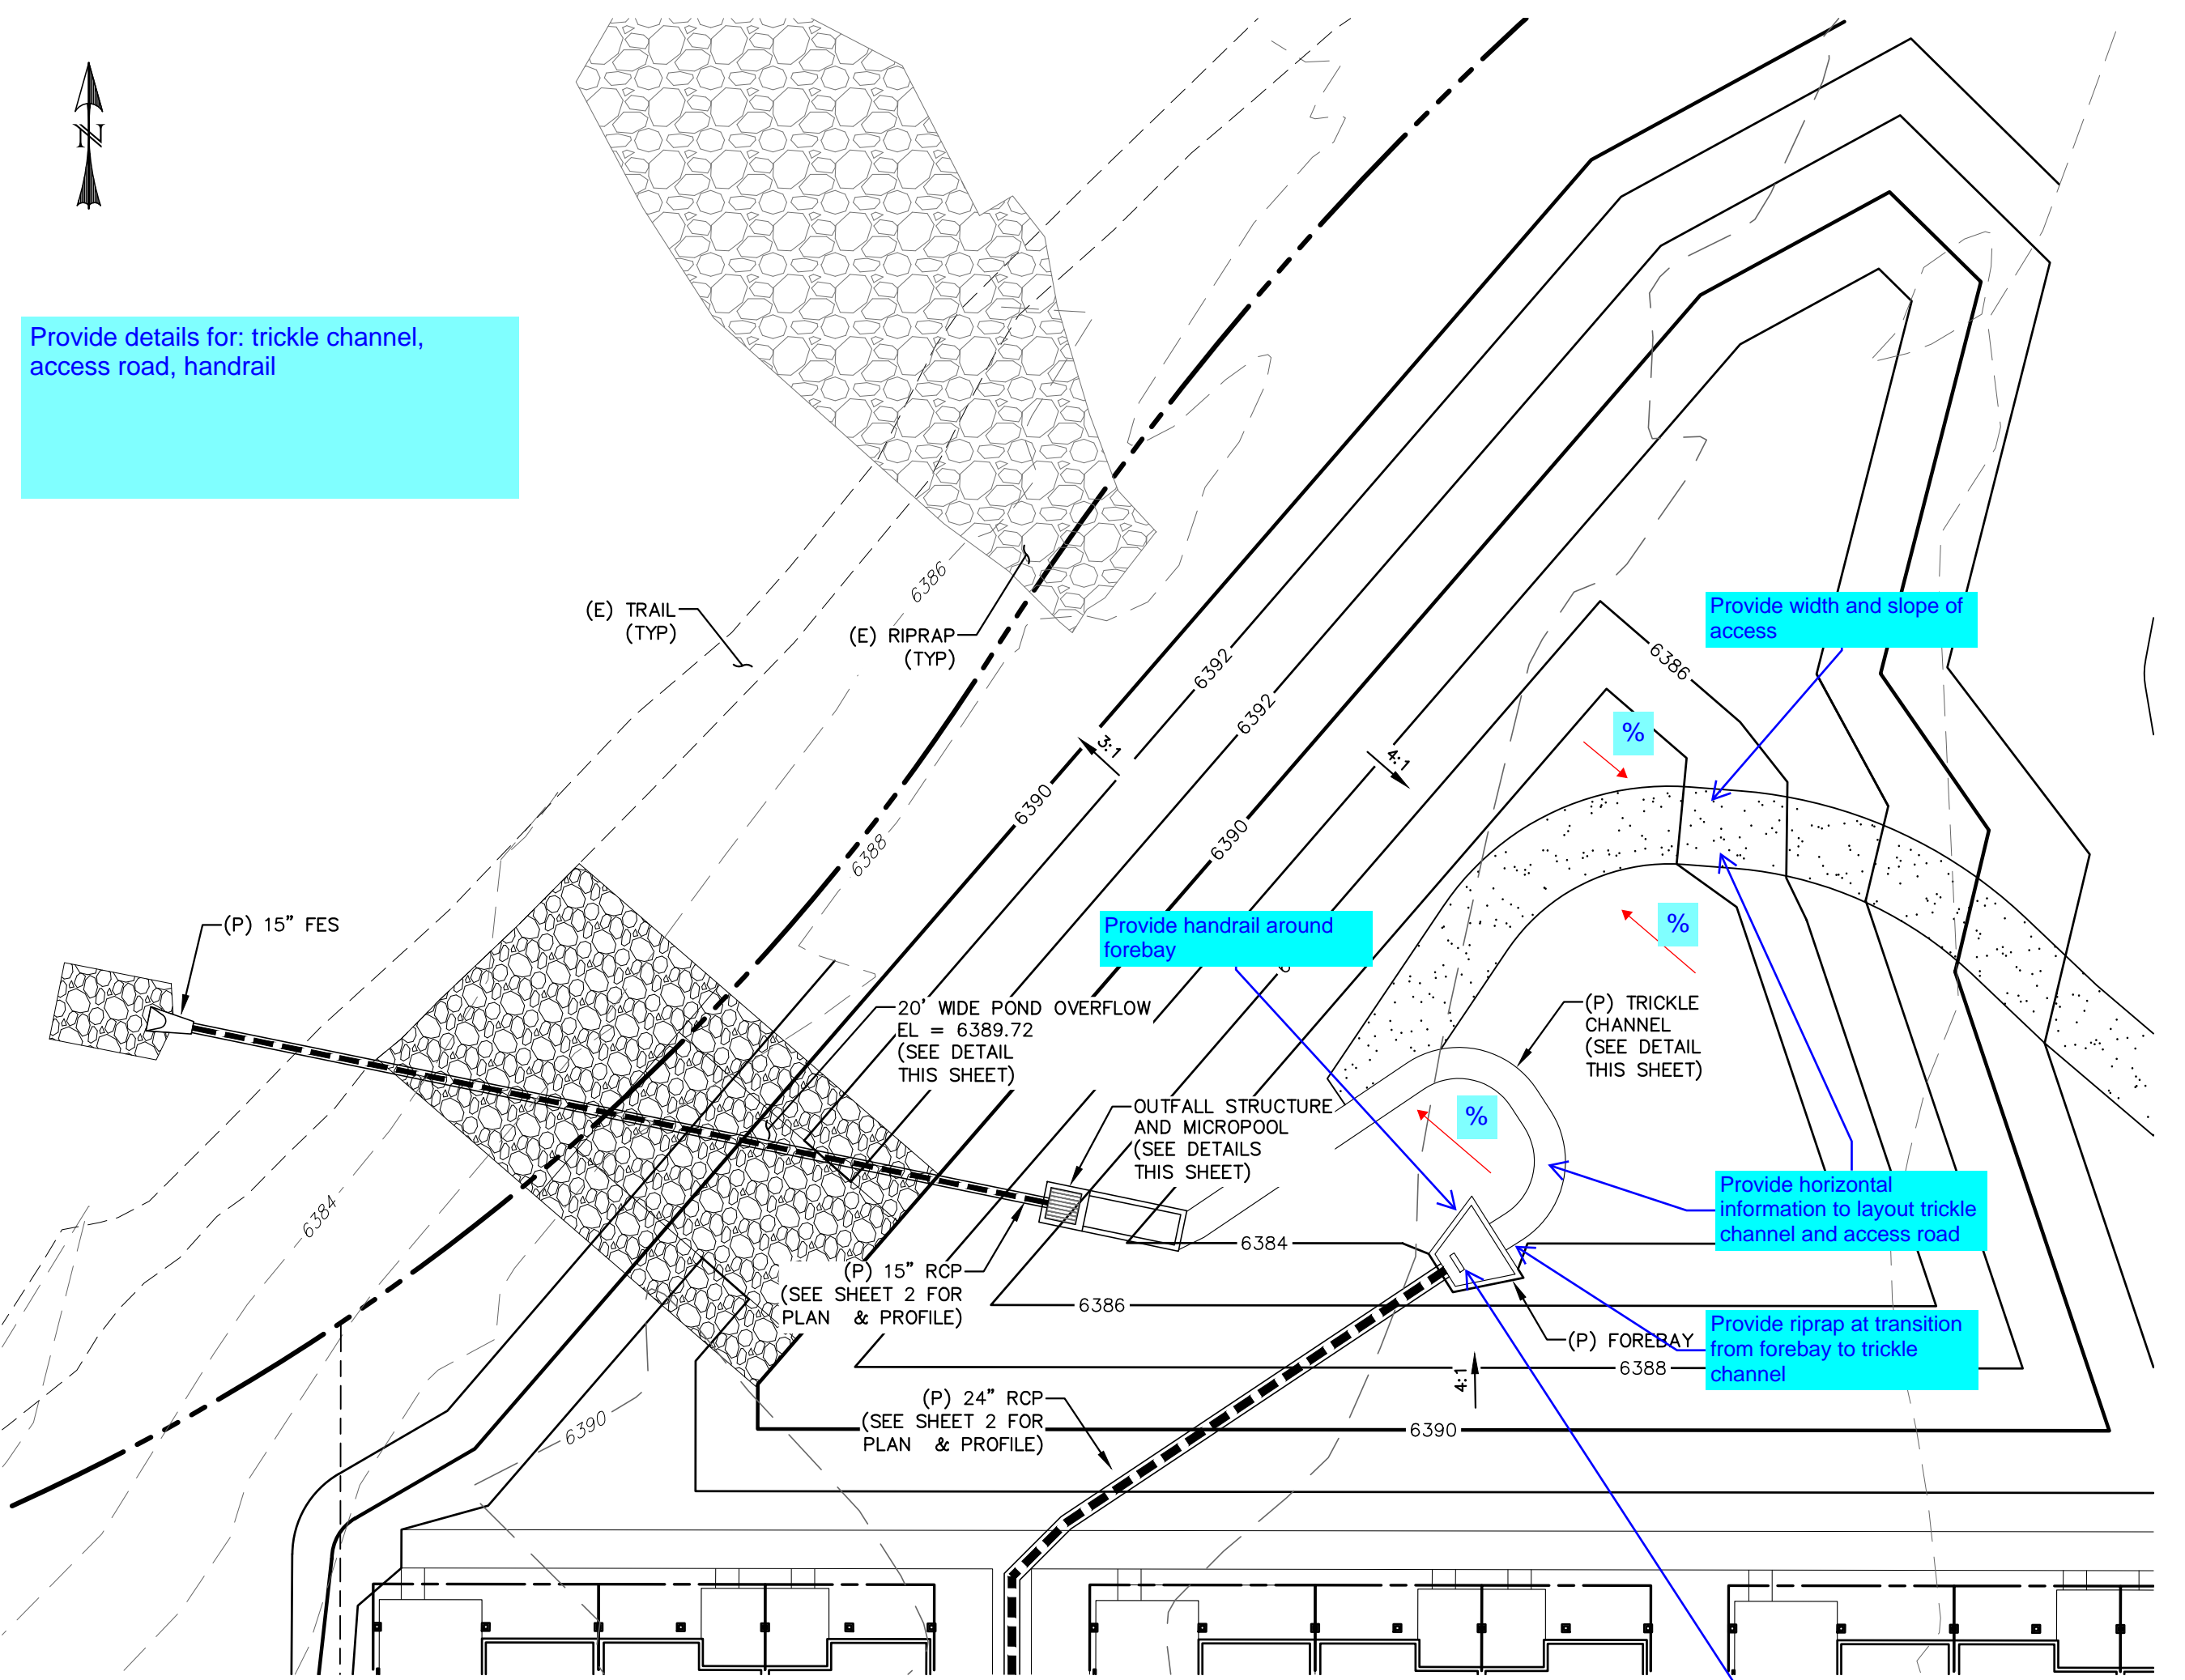 N
Provide details for: trickle channel,
access road, handrail
(E) TRAIL
(TYP)
(E) RIPRAP
(TYP)
6386
6392
6392
6390
6390
6388
3:1
4:1
6386
Provide width and slope of
access
%
%
Provide handrail around
forebay
(P) 15" FES
20' WIDE POND OVERFLOW
EL = 6389.72
(SEE DETAIL
THIS SHEET)
(P) TRICKLE
CHANNEL
(SEE DETAIL
THIS SHEET)
OUTFALL STRUCTURE
AND MICROPOOL
(SEE DETAILS
THIS SHEET)
%
Provide horizontal
information to layout trickle
channel and access road
6384
6384
(P) 15" RCP
(SEE SHEET 2 FOR
PLAN & PROFILE)
6386
Provide riprap at transition
from forebay to trickle
channel
(P) FOREBAY
6388
4:1
(P) 24" RCP
(SEE SHEET 2 FOR
PLAN & PROFILE)
6390
6390